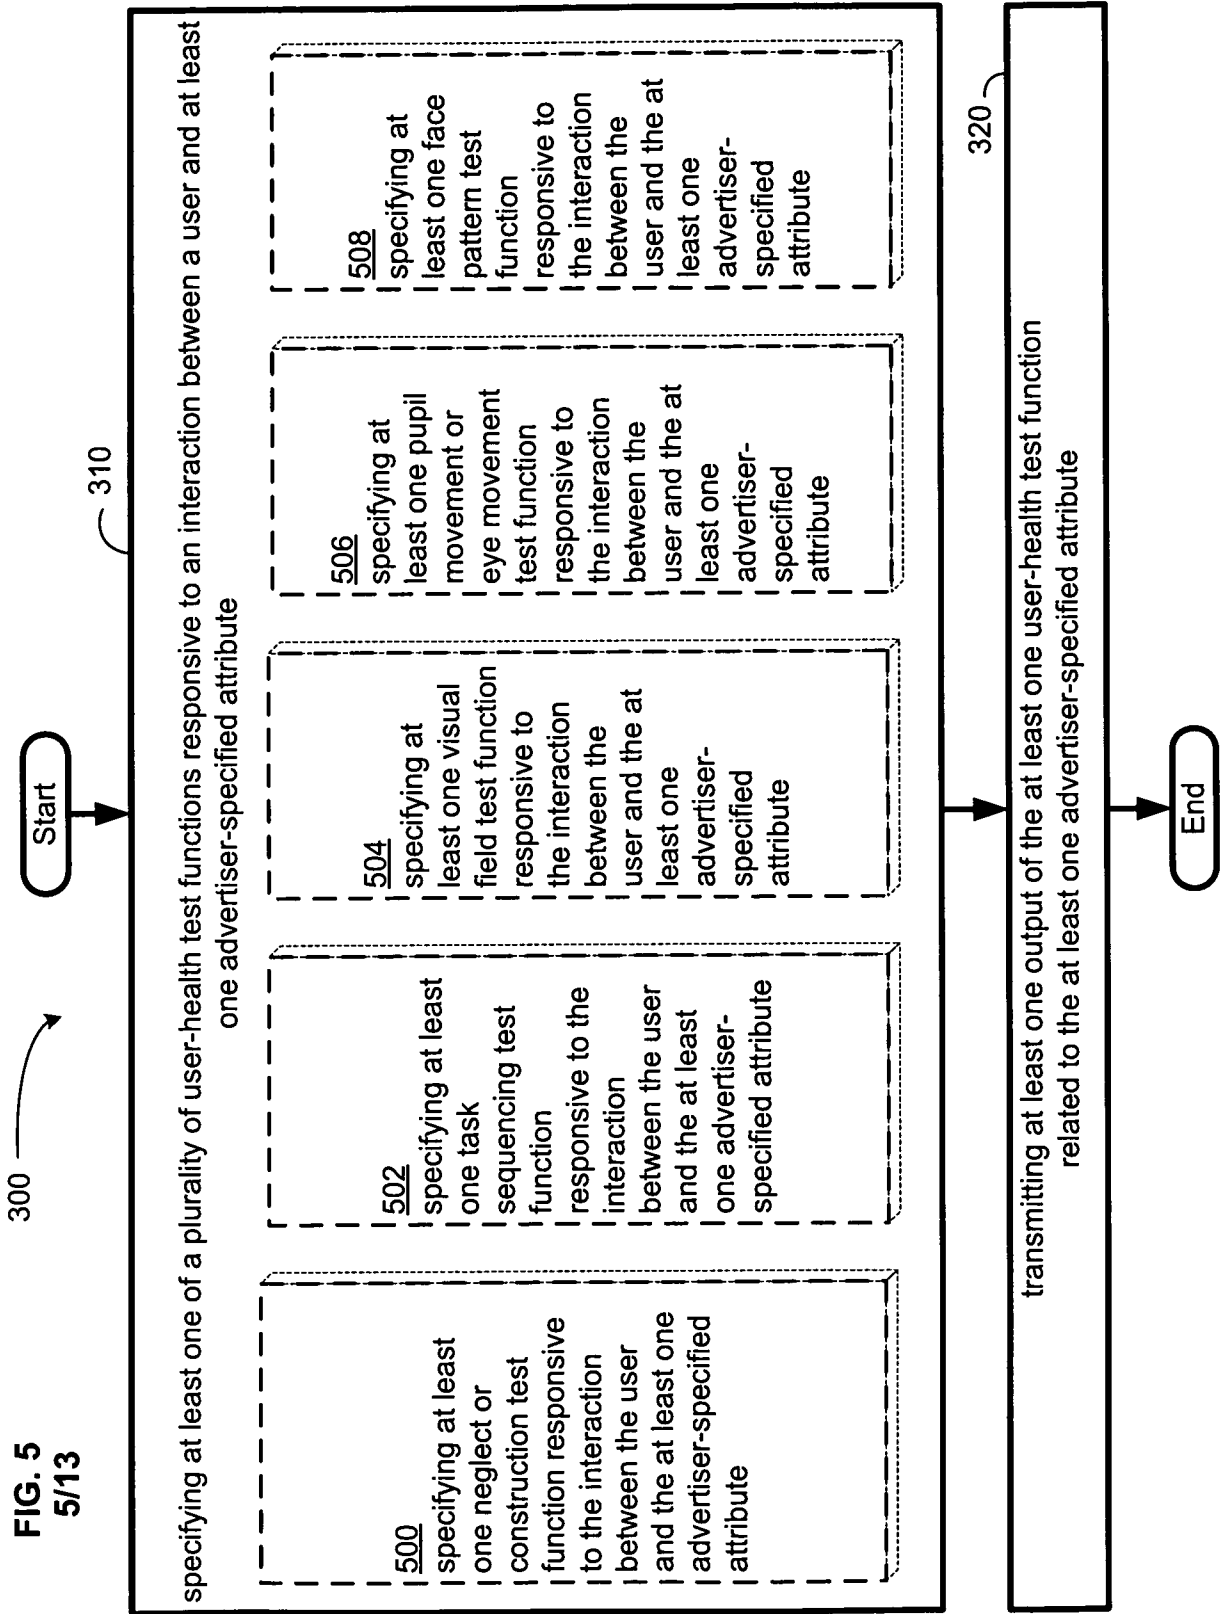 FIG. 5
5/13
300
Start
310
specifying at least one of a plurality of user-health test functions responsive to an interaction between a user and at least
one advertiser-specified attribute
500
specifying at least
one neglect or
construction test
function responsive
to the interaction
between the user
and the at least one
advertiser-specified
attribute
502
specifying at least
one task
sequencing test
function
responsive to the
interaction
between the user
and the at least
one advertiser-
specified attribute
504
specifying at
least one visual
field test function
responsive to
the interaction
between the
user and the at
least one
advertiser-
specified
attribute
506
specifying at
least one pupil
movement or
eye movement
test function
responsive to
the interaction
between the
user and the at
least one
advertiser-
specified
attribute
508
specifying at
least one face
pattern test
function
responsive to
the interaction
between the
user and the at
least one
advertiser-
specified
attribute
320
transmitting at least one output of the at least one user-health test function
related to the at least one advertiser-specified attribute
End